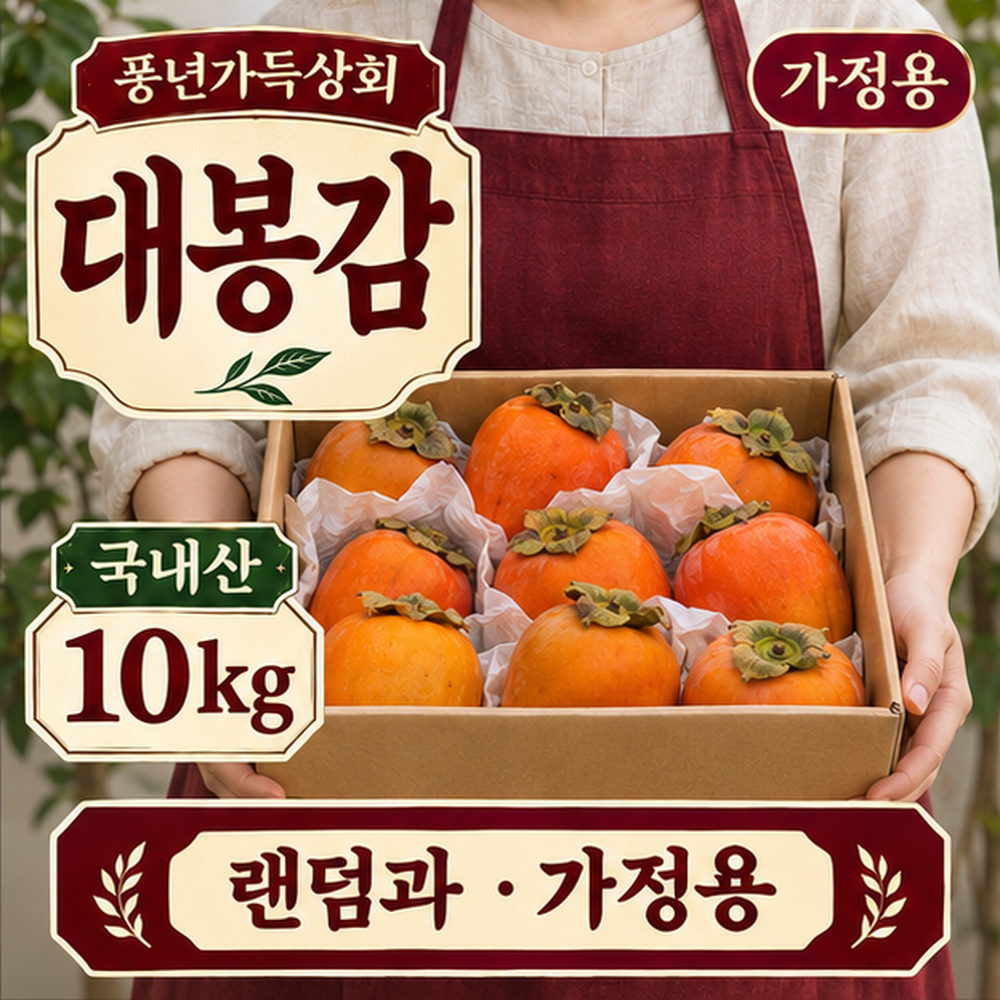 풍년가득상회
가정용
대봉감
국내산
10kg
랜덤과 · 가정용